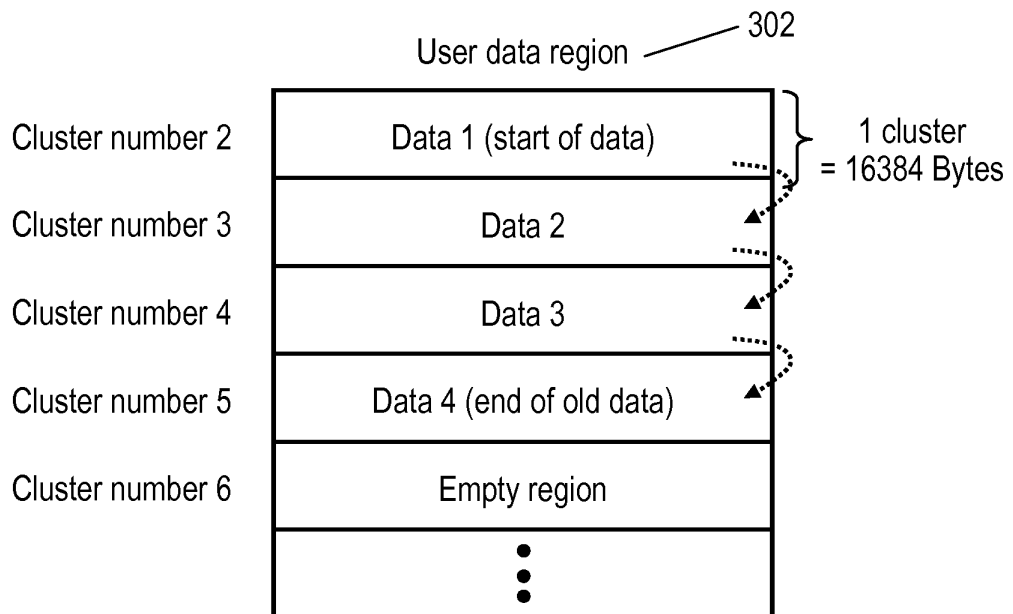 302
User data region
Cluster number 2
Data 1 (start of data)
1 cluster
= 16384 Bytes
Cluster number 3
Data 2
Cluster number 4
Data 3
Cluster number 5
Data 4 (end of old data)
Cluster number 6
Empty region